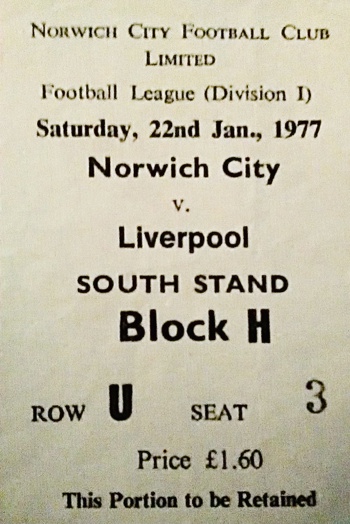 NORWICH CITY FOOTBALL CLUB
LIMITED
Football League (Division I)
Saturday, 22nd Jan., 1977
Norwich City
v.
Liverpool
SOUTH STAND
Block H
ROW U SEAT 3
Price £1.60
This Portion to be Retained